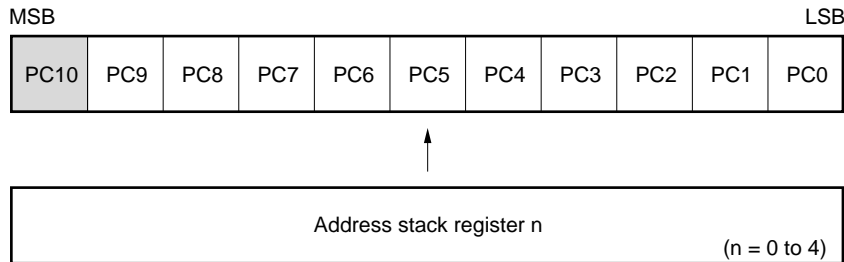 MSB LSB
PC10 PC9 PC8 PC7 PC6 PC5 PC4 PC3 PC2 PC1 PC0
Address stack register n
(n = 0 to 4)